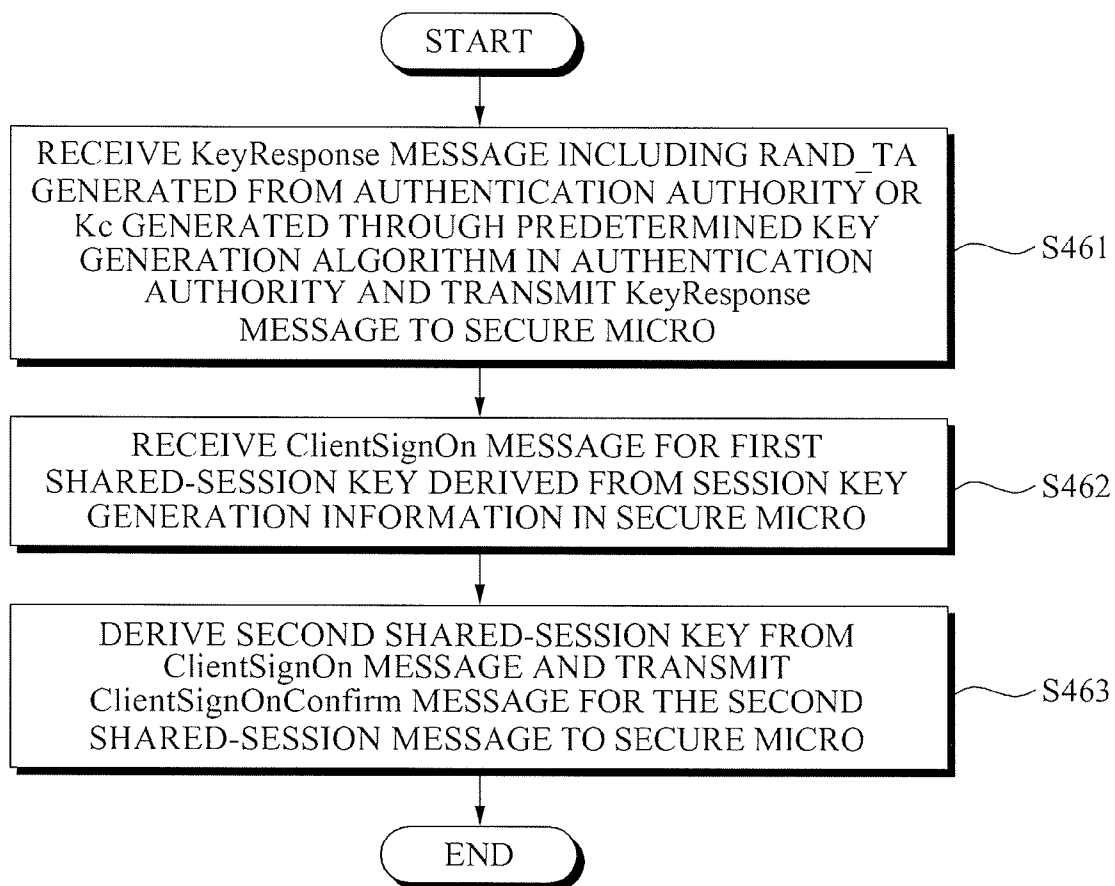 START
RECEIVE KeyResponse MESSAGE INCLUDING RAND_TA
GENERATED FROM AUTHENTICATION AUTHORITY OR
Kc GENERATED THROUGH PREDETERMINED KEY
GENERATION ALGORITHM IN AUTHENTICATION
AUTHORITY AND TRANSMIT KeyResponse
MESSAGE TO SECURE MICRO
S461
RECEIVE ClientSignOn MESSAGE FOR FIRST
SHARED-SESSION KEY DERIVED FROM SESSION KEY
GENERATION INFORMATION IN SECURE MICRO
S462
DERIVE SECOND SHARED-SESSION KEY FROM
ClientSignOn MESSAGE AND TRANSMIT
ClientSignOnConfirm MESSAGE FOR THE SECOND
SHARED-SESSION MESSAGE TO SECURE MICRO
S463
END